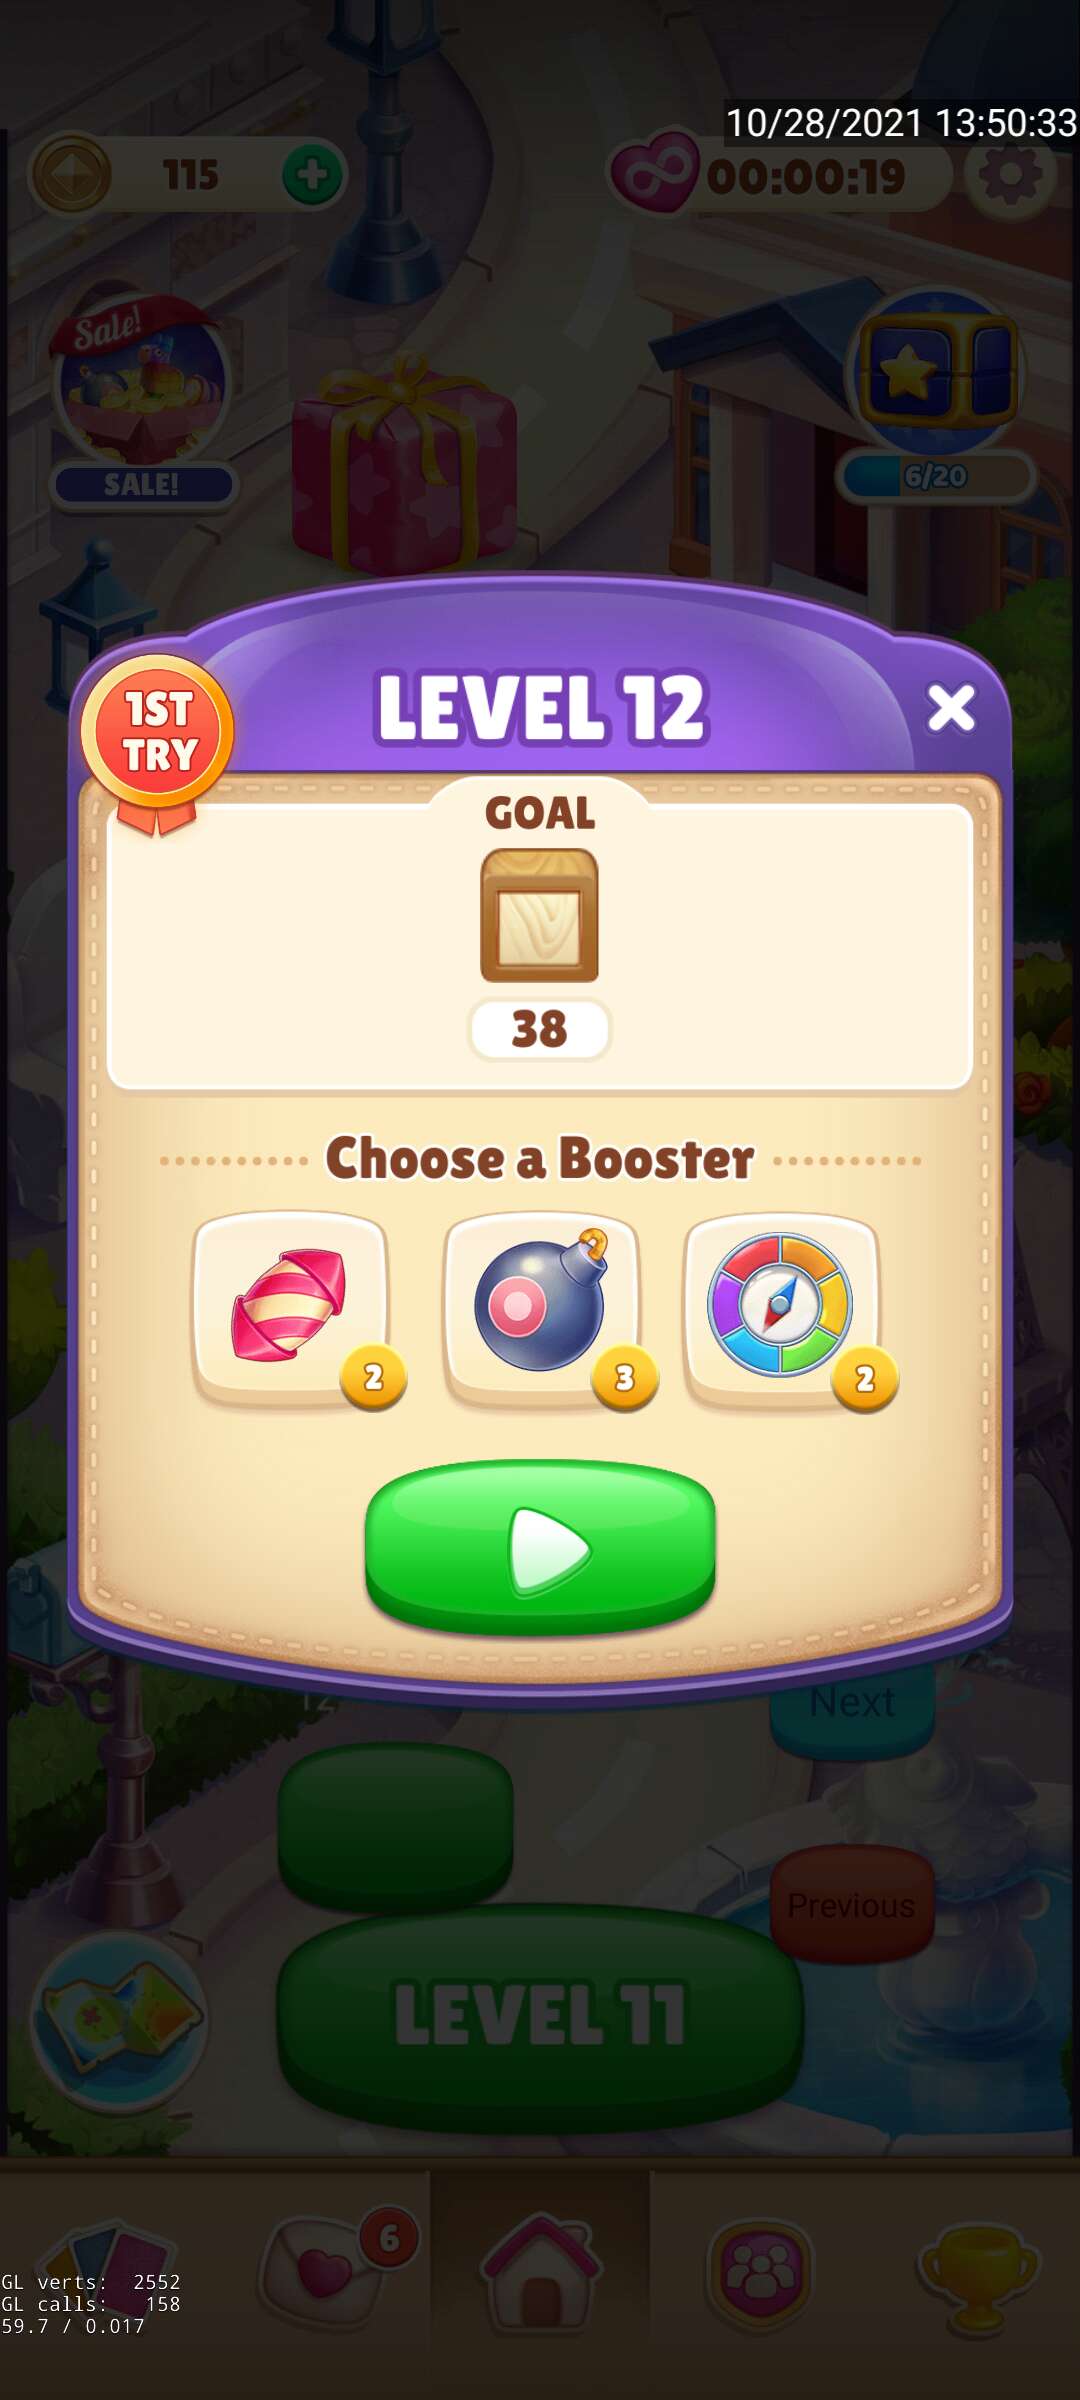 10/28/2021 13:50:33
115
00:00:19
Sale!
SALE!
6/20
1ST
TRY
LEVEL 12
GOAL
38
Choose a Booster
2
3
2
12
Next
Previous
LEVEL 11
6
GL verts: 2552
GL calls: 158
59.7 / 0.017